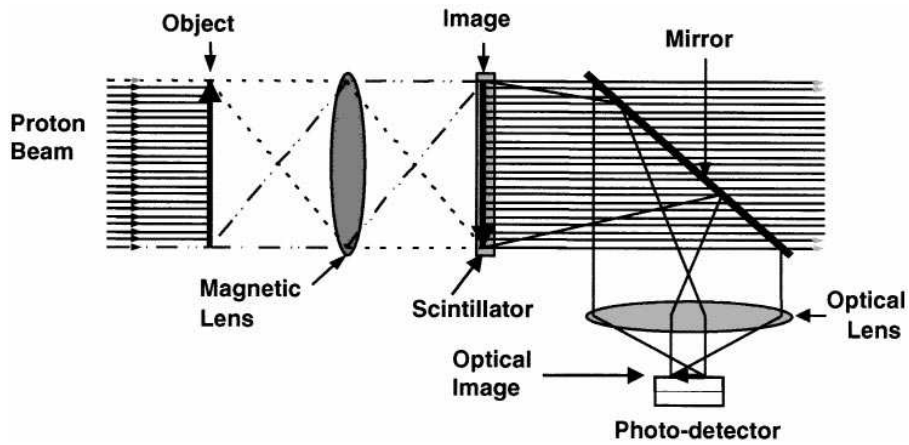 Object
Image
Mirror
Proton
Beam
Magnetic
Lens
Scintillator
Optical
Lens
Optical
Image
Photo-detector